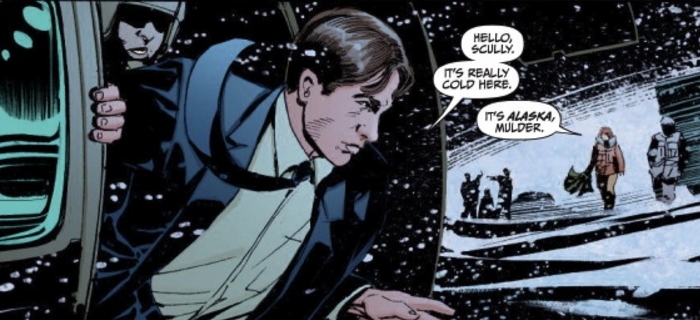 HELLO,
SCULLY.
IT'S REALLY
COLD HERE.
IT'S ALASKA,
MULDER.